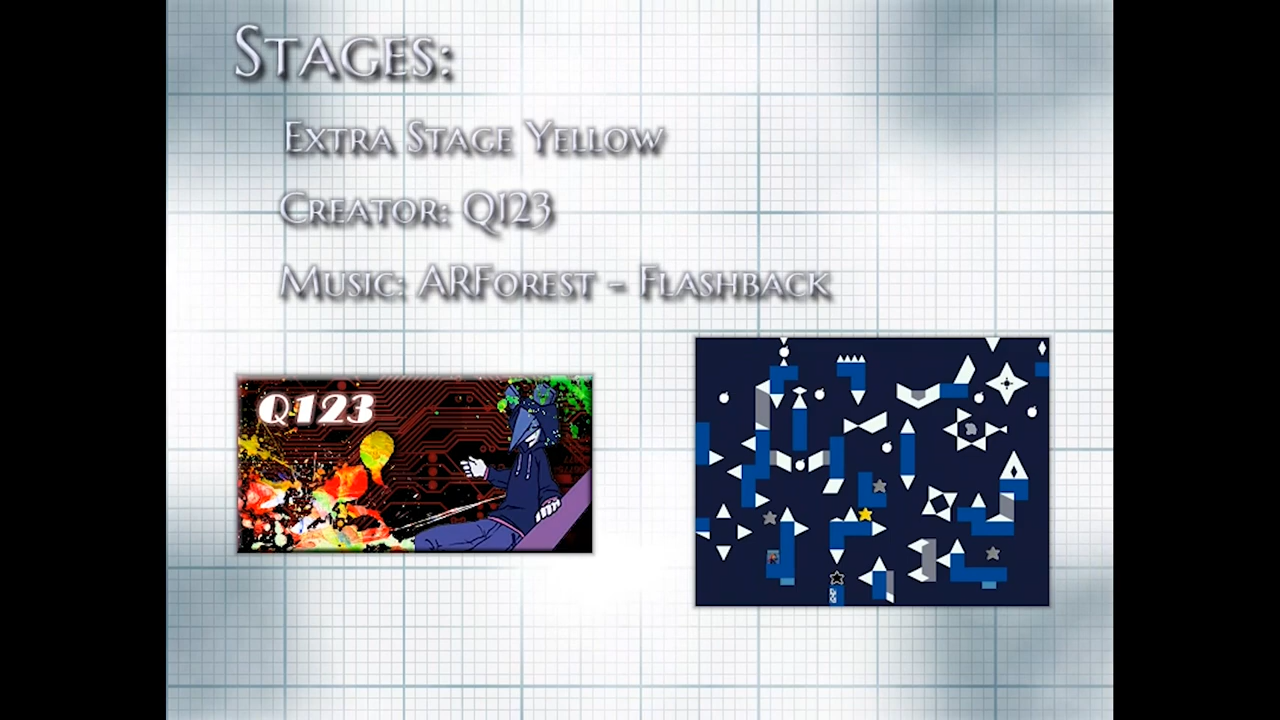 Stages:
Extra Stage Yellow
Creator: Q123
Music: ARForest - Flashback
Q123